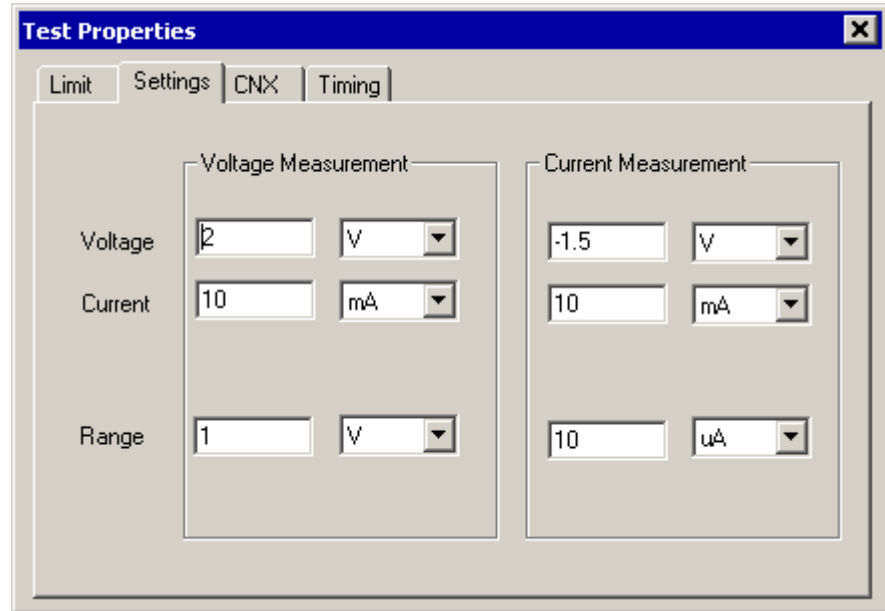 Test Properties
Limit Settings CNX Timing
Voltage Measurement Current Measurement
Voltage 2 V -1.5 V
Current 10 mA 10 mA
Range 1 V 10 uA